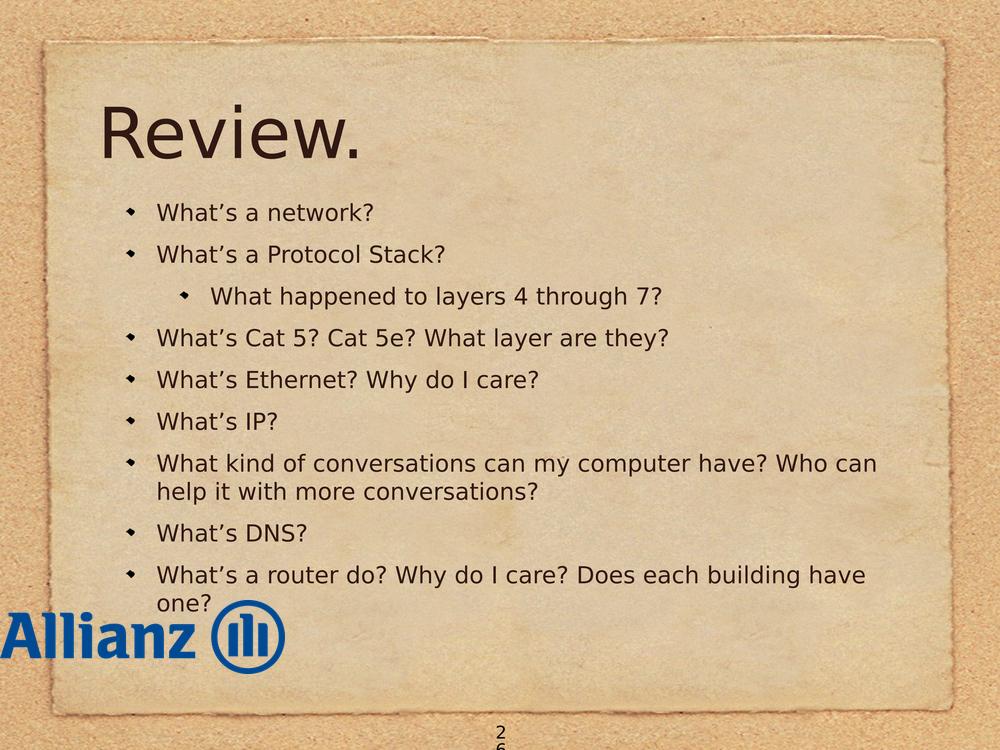 Review.
What’s a network?
What’s a Protocol Stack?
What happened to layers 4 through 7?
What’s Cat 5? Cat 5e? What layer are they?
What’s Ethernet? Why do I care?
What’s IP?
What kind of conversations can my computer have? Who can
help it with more conversations?
What’s DNS?
What’s a router do? Why do I care? Does each building have
one?
Allianz
2
6